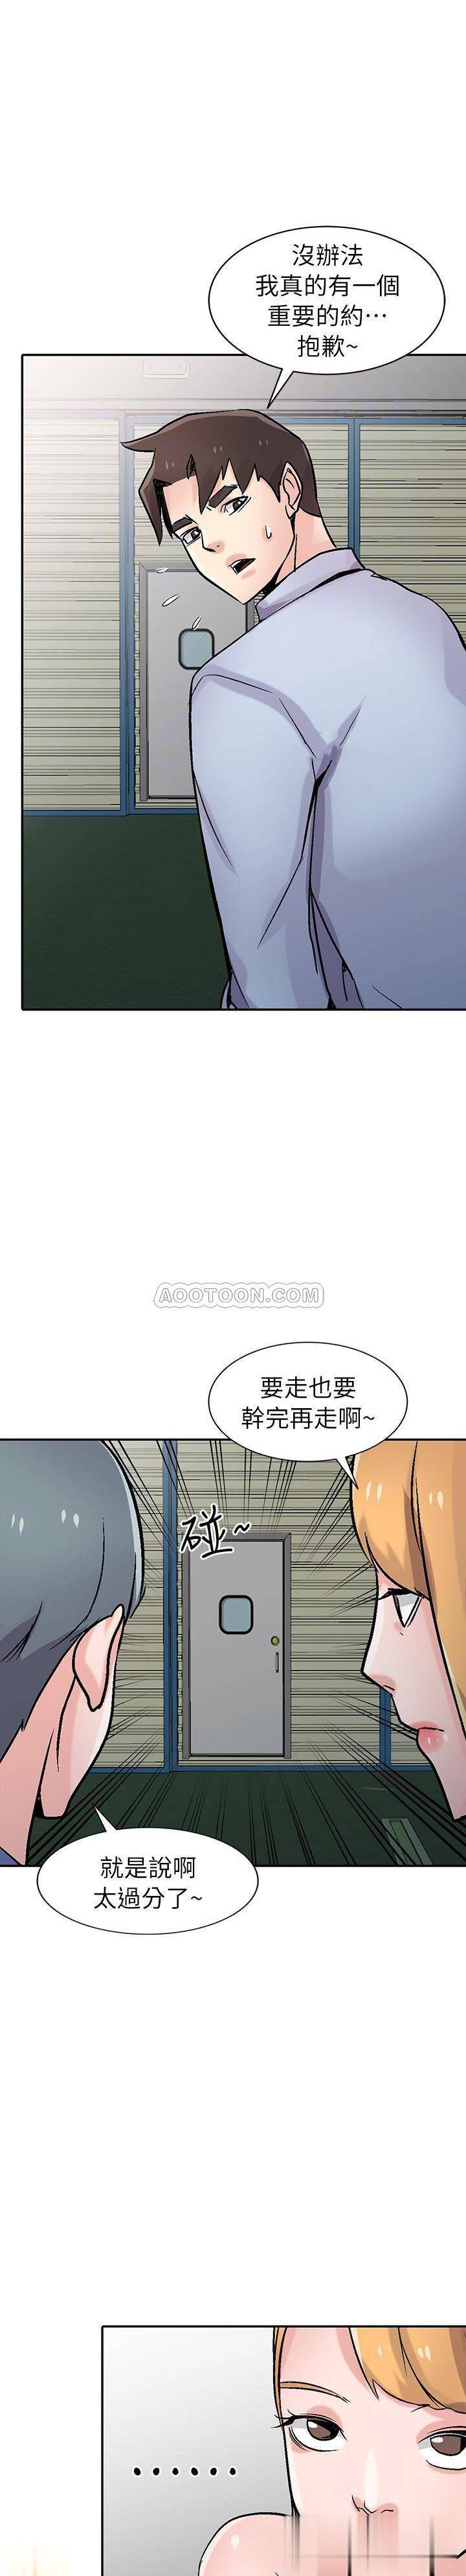 沒辦法
我真的有一個
重要的約⋯
抱歉~
AOOTOON.COM
要走也要
幹完再走啊~
碰~
就是說啊
太過分了~
......